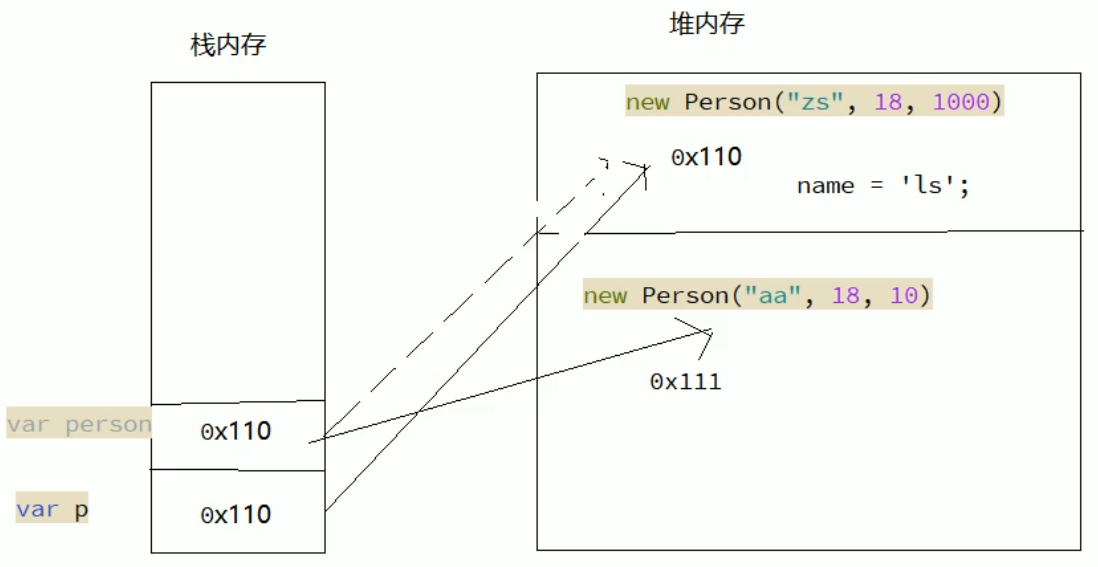 栈内存
堆内存
new Person("zs", 18, 1000)
0x110
name = 'ls';
new Person("aa", 18, 10)
0x111
var person
0x110
var p
0x110